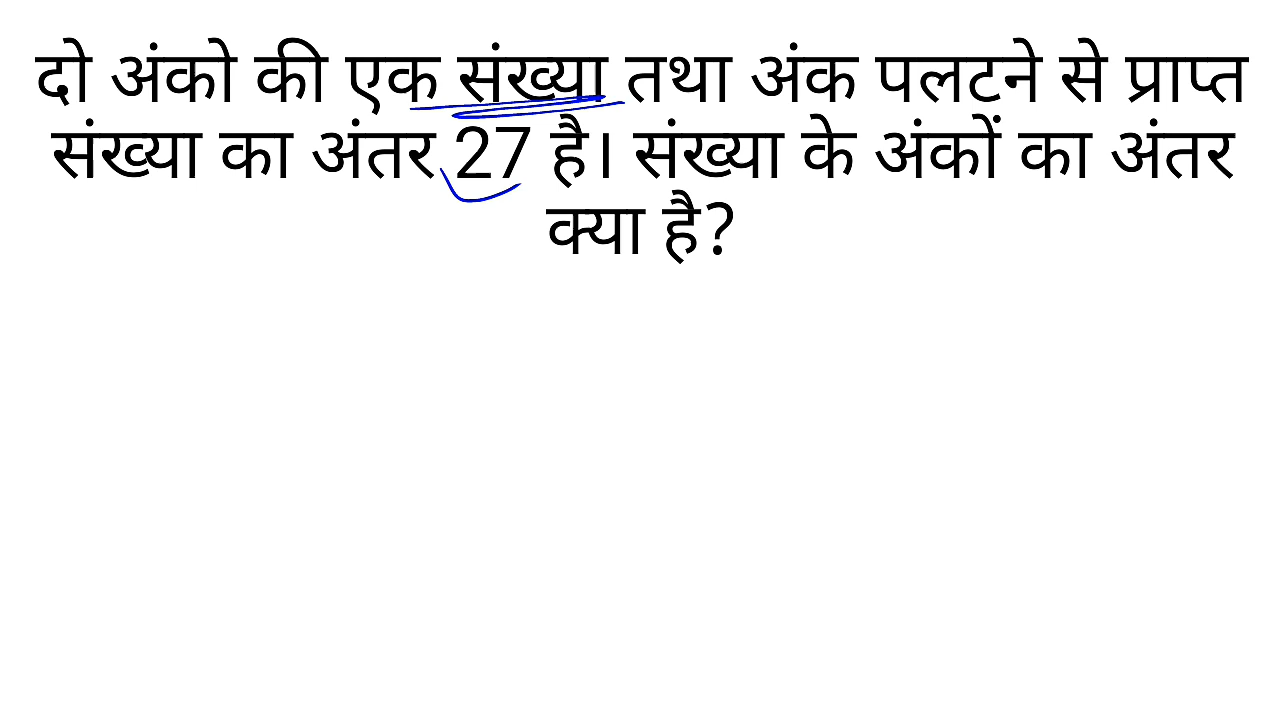 दो अंको की एक संख्या तथा अंक पलटने से प्राप्त
संख्या का अंतर 27 है। संख्या के अंकों का अंतर
क्या है?